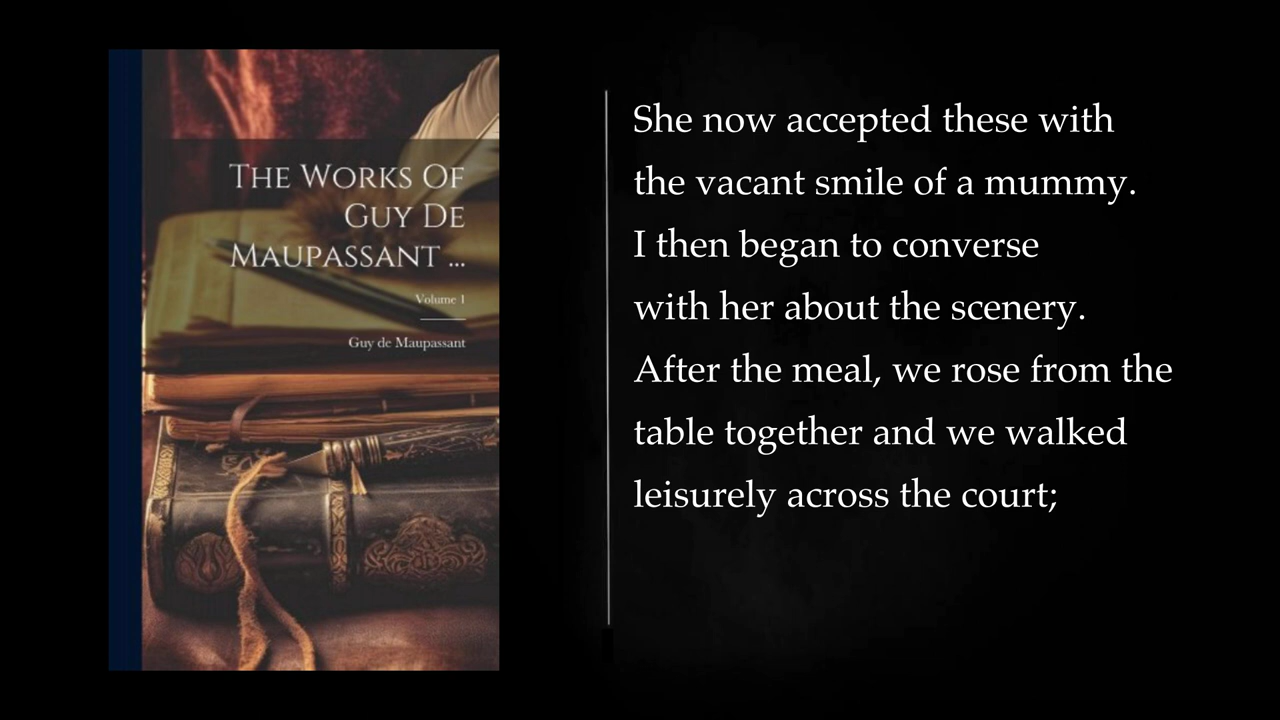 The Works Of
Guy De
Maupassant ...
Volume 1
Guy de Maupassant
She now accepted these with
the vacant smile of a mummy.
I then began to converse
with her about the scenery.
After the meal, we rose from the
table together and we walked
leisurely across the court;